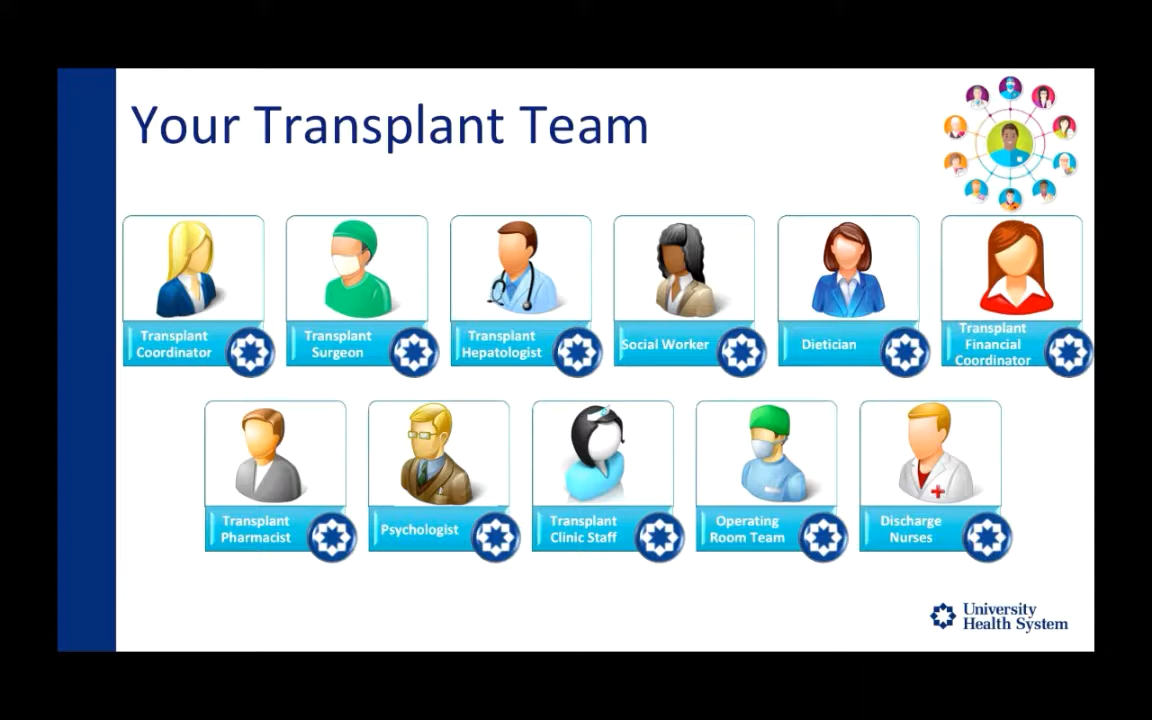 Your Transplant Team
Transplant
Coordinator
Transplant
Surgeon
Transplant
Hepatologist
Social Worker
Dietician
Transplant
Financial
Coordinator
Transplant
Pharmacist
Psychologist
Transplant
Clinic Staff
Operating
Room Team
Discharge
Nurses
University
Health System